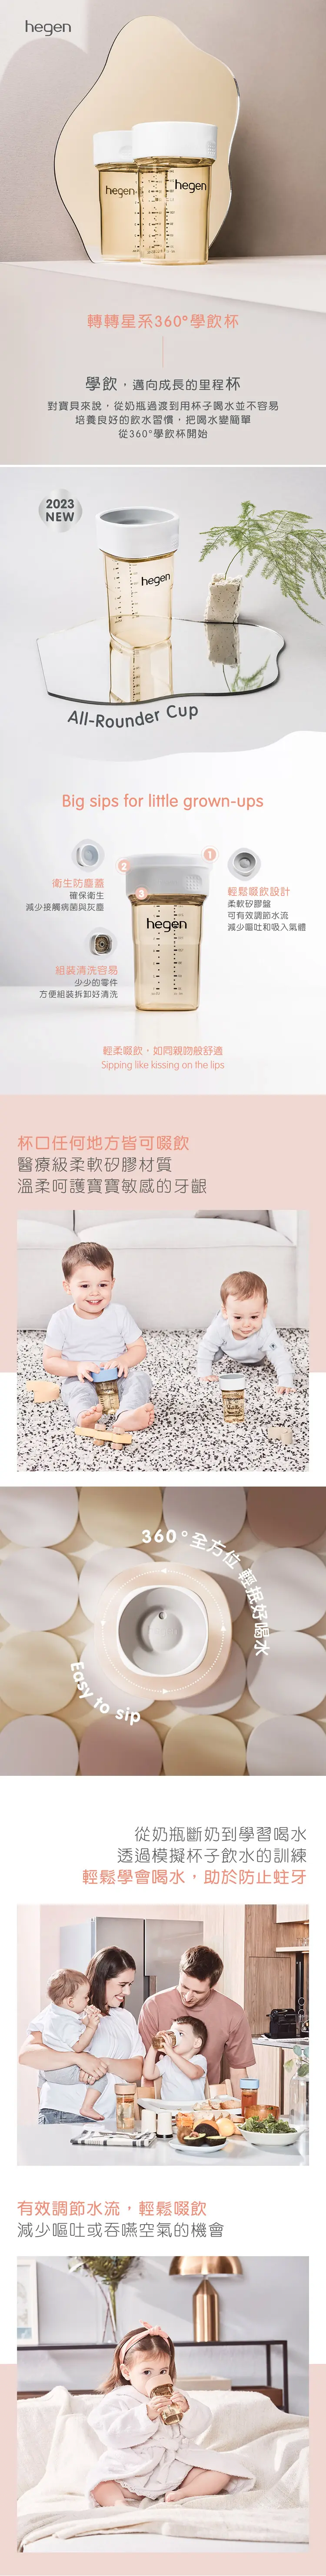 hegen
hegen
hegen
轉轉星系360°學飲杯
學飲，邁向成長的里程杯
對寶貝來說，從奶瓶過渡到用杯子喝水並不容易
培養良好的飲水習慣，把喝水變簡單
從360°學飲杯開始
2023
NEW
hegen
All-Rounder Cup
Big sips for little grown-ups
1
輕鬆啜飲設計
柔軟矽膠盤
可有效調節水流
減少嘔吐和吸入氣體
2
衛生防塵蓋
確保衛生
減少接觸病菌與灰塵
3
組裝清洗容易
少少的零件
方便組裝拆卸好清洗
hegen
輕柔啜飲，如同親吻般舒適
Sipping like kissing on the lips
杯口任何地方皆可啜飲
醫療級柔軟矽膠材質
溫柔呵護寶寶敏感的牙齦
360°全方位 輕抿好喝水
Easy to sip
從奶瓶斷奶到學習喝水
透過模擬杯子飲水的訓練
輕鬆學會喝水，助於防止蛀牙
有效調節水流，輕鬆啜飲
減少嘔吐或吞嚥空氣的機會